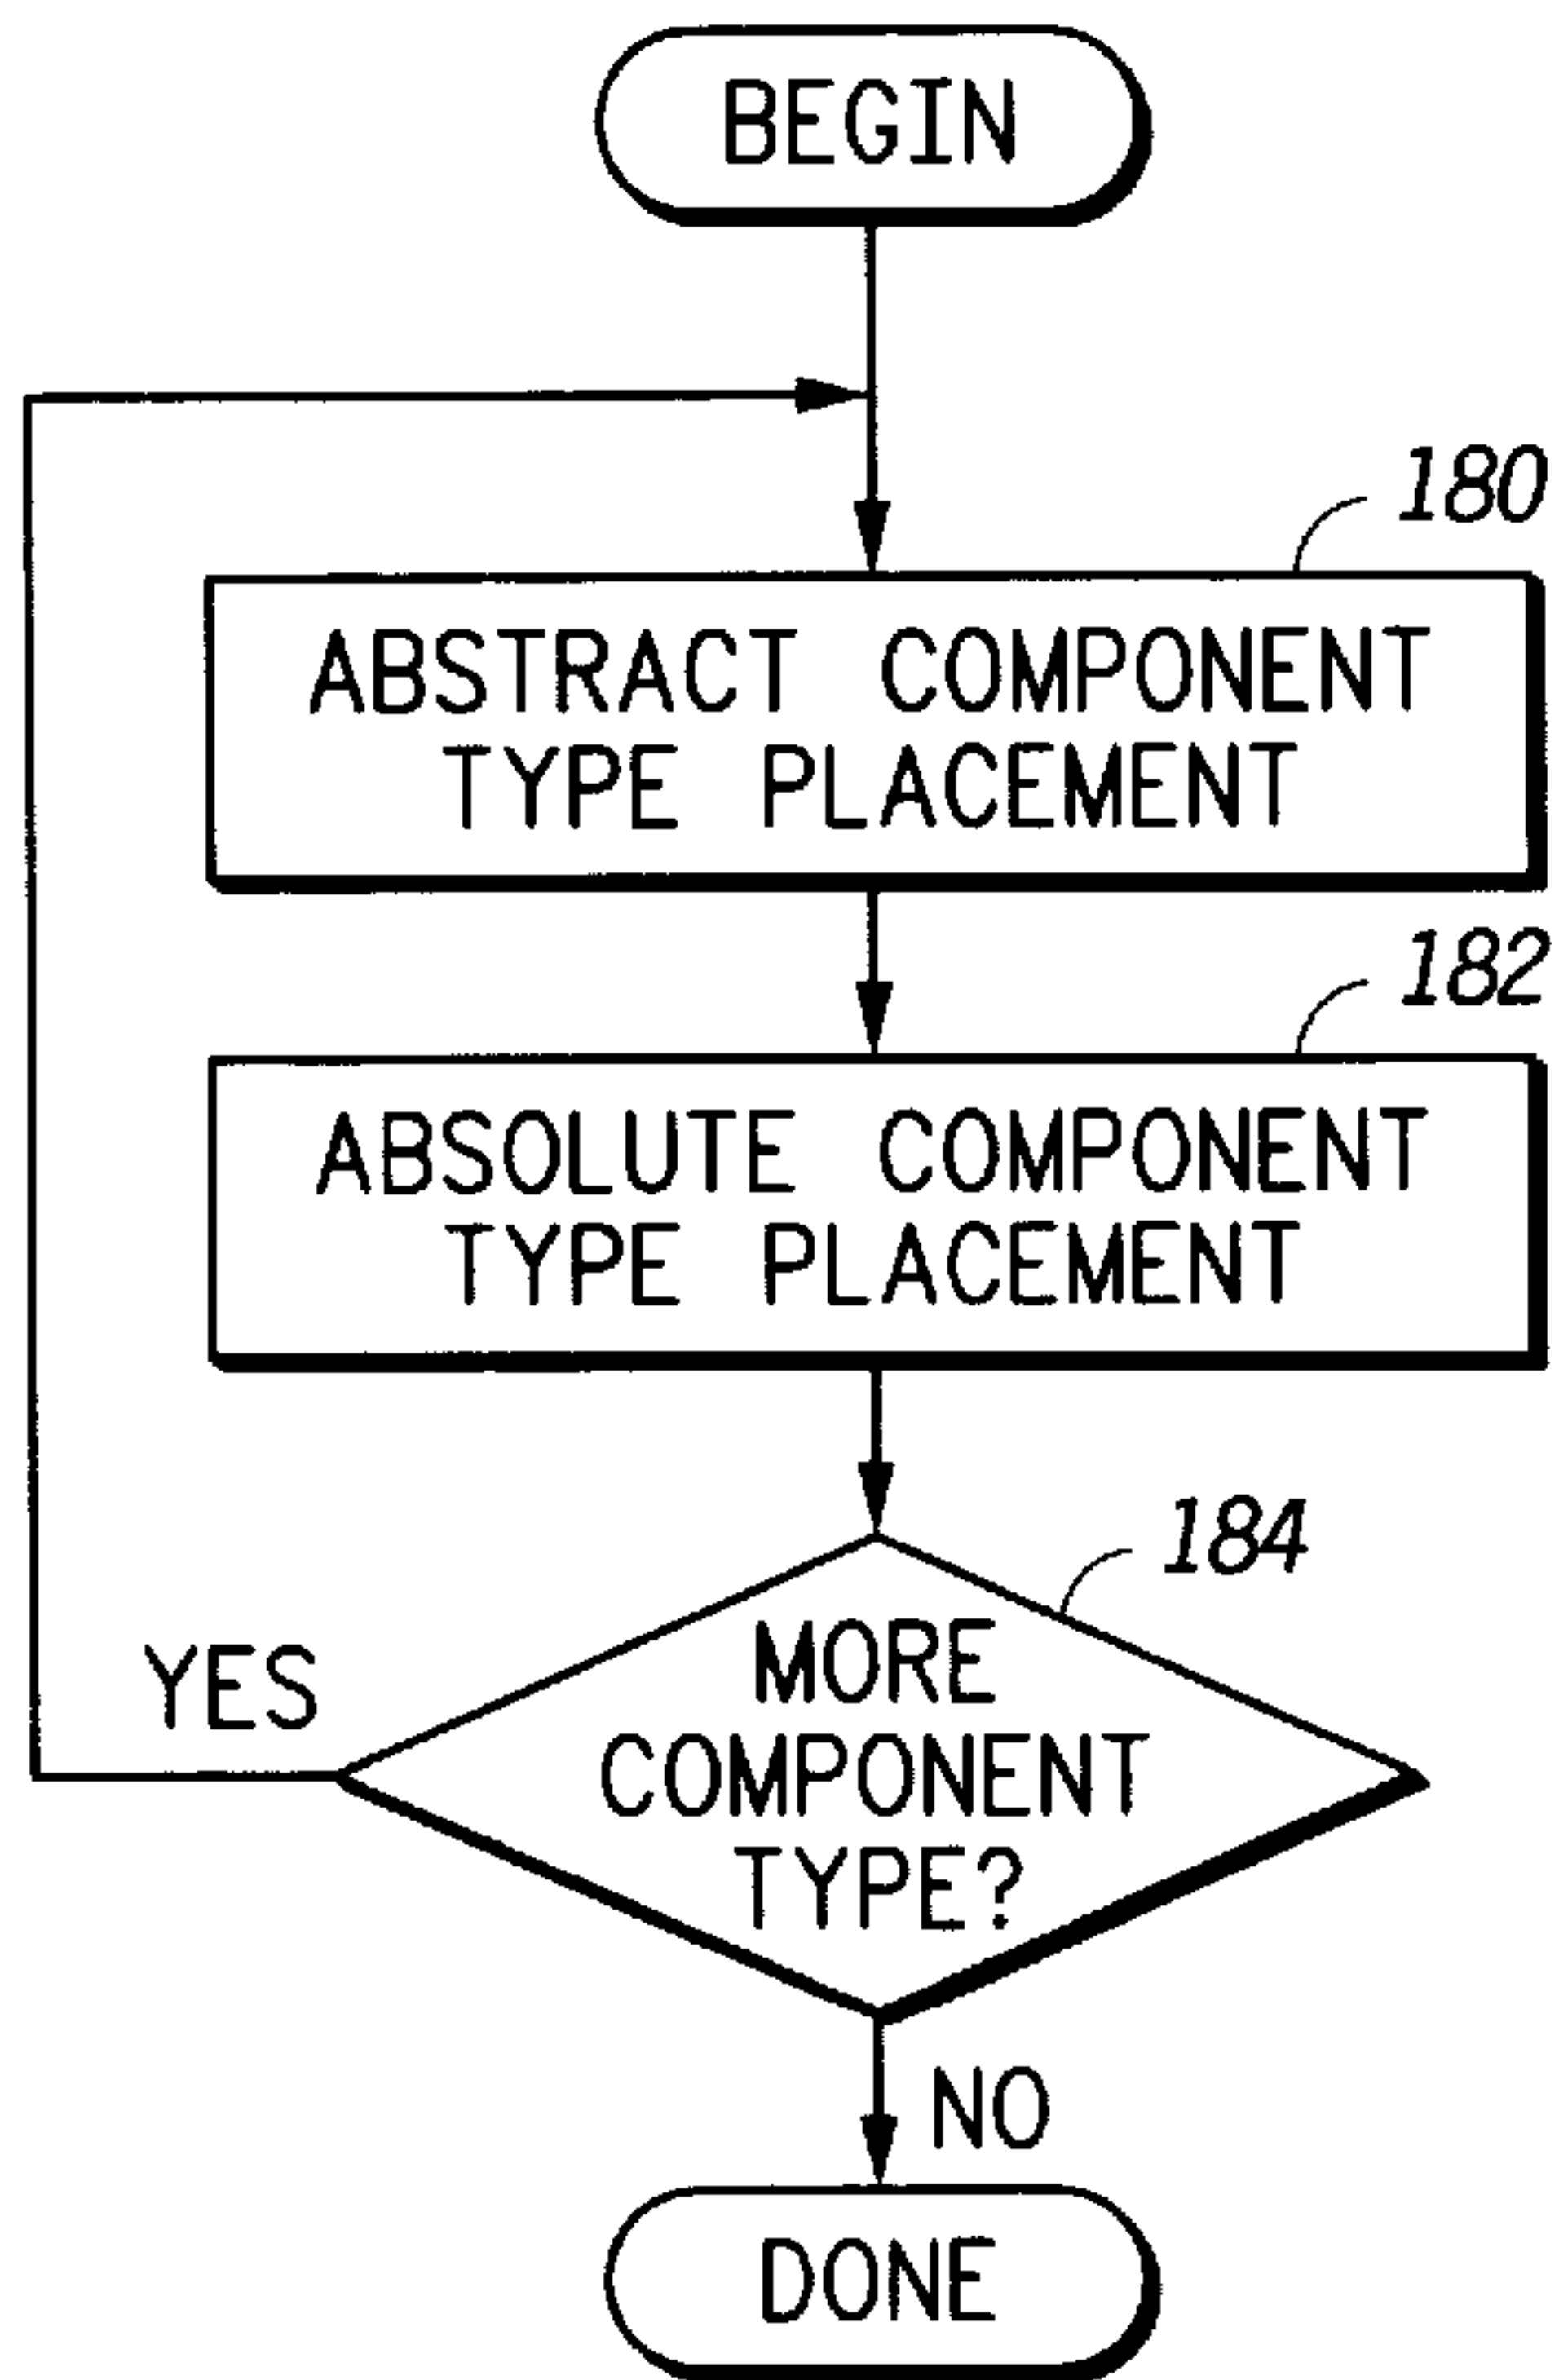 BEGIN
180
ABSTRACT COMPONENT
TYPE PLACEMENT
182
ABSOLUTE COMPONENT
TYPE PLACEMENT
184
MORE
COMPONENT
TYPE?
YES
NO
DONE